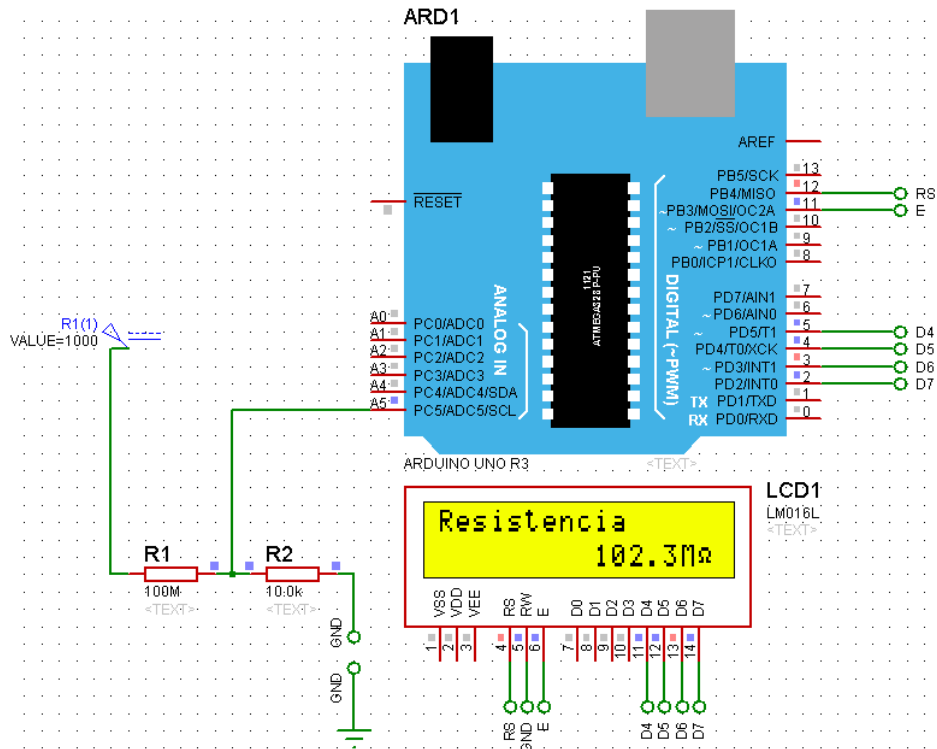 ARD1
AREF
RESET
PB5/SCK 13
PB4/MISO 12 RS
~PB3/MOSI/OC2A 11 E
~ PB2/SS/OC1B 10
~ PB1/OC1A 9
PB0/ICP1/CLKO 8
PD7/AIN1 7
~ PD6/AIN0 6
~ PD5/T1 5 D4
PD4/T0/XCK 4 D5
~ PD3/INT1 3 D6
PD2/INT0 2 D7
TX PD1/TXD 1
RX PD0/RXD 0
DIGITAL (~PWM)
ANALOG IN
1121
ATMEGA328P-PU
A0 PC0/ADC0
A1 PC1/ADC1
A2 PC2/ADC2
A3 PC3/ADC3
A4 PC4/ADC4/SDA
A5 PC5/ADC5/SCL
R1(1)
VALUE=1000
ARDUINO UNO R3
<TEXT>
LCD1
LM016L
<TEXT>
Resistencia
102.3MΩ
R1
100M
<TEXT>
R2
10.0k
<TEXT>
GND
GND
VSS VDD VEE RS RW E D0 D1 D2 D3 D4 D5 D6 D7
1 2 3 4 5 6 7 8 9 10 11 12 13 14
RS GND E D4 D5 D6 D7